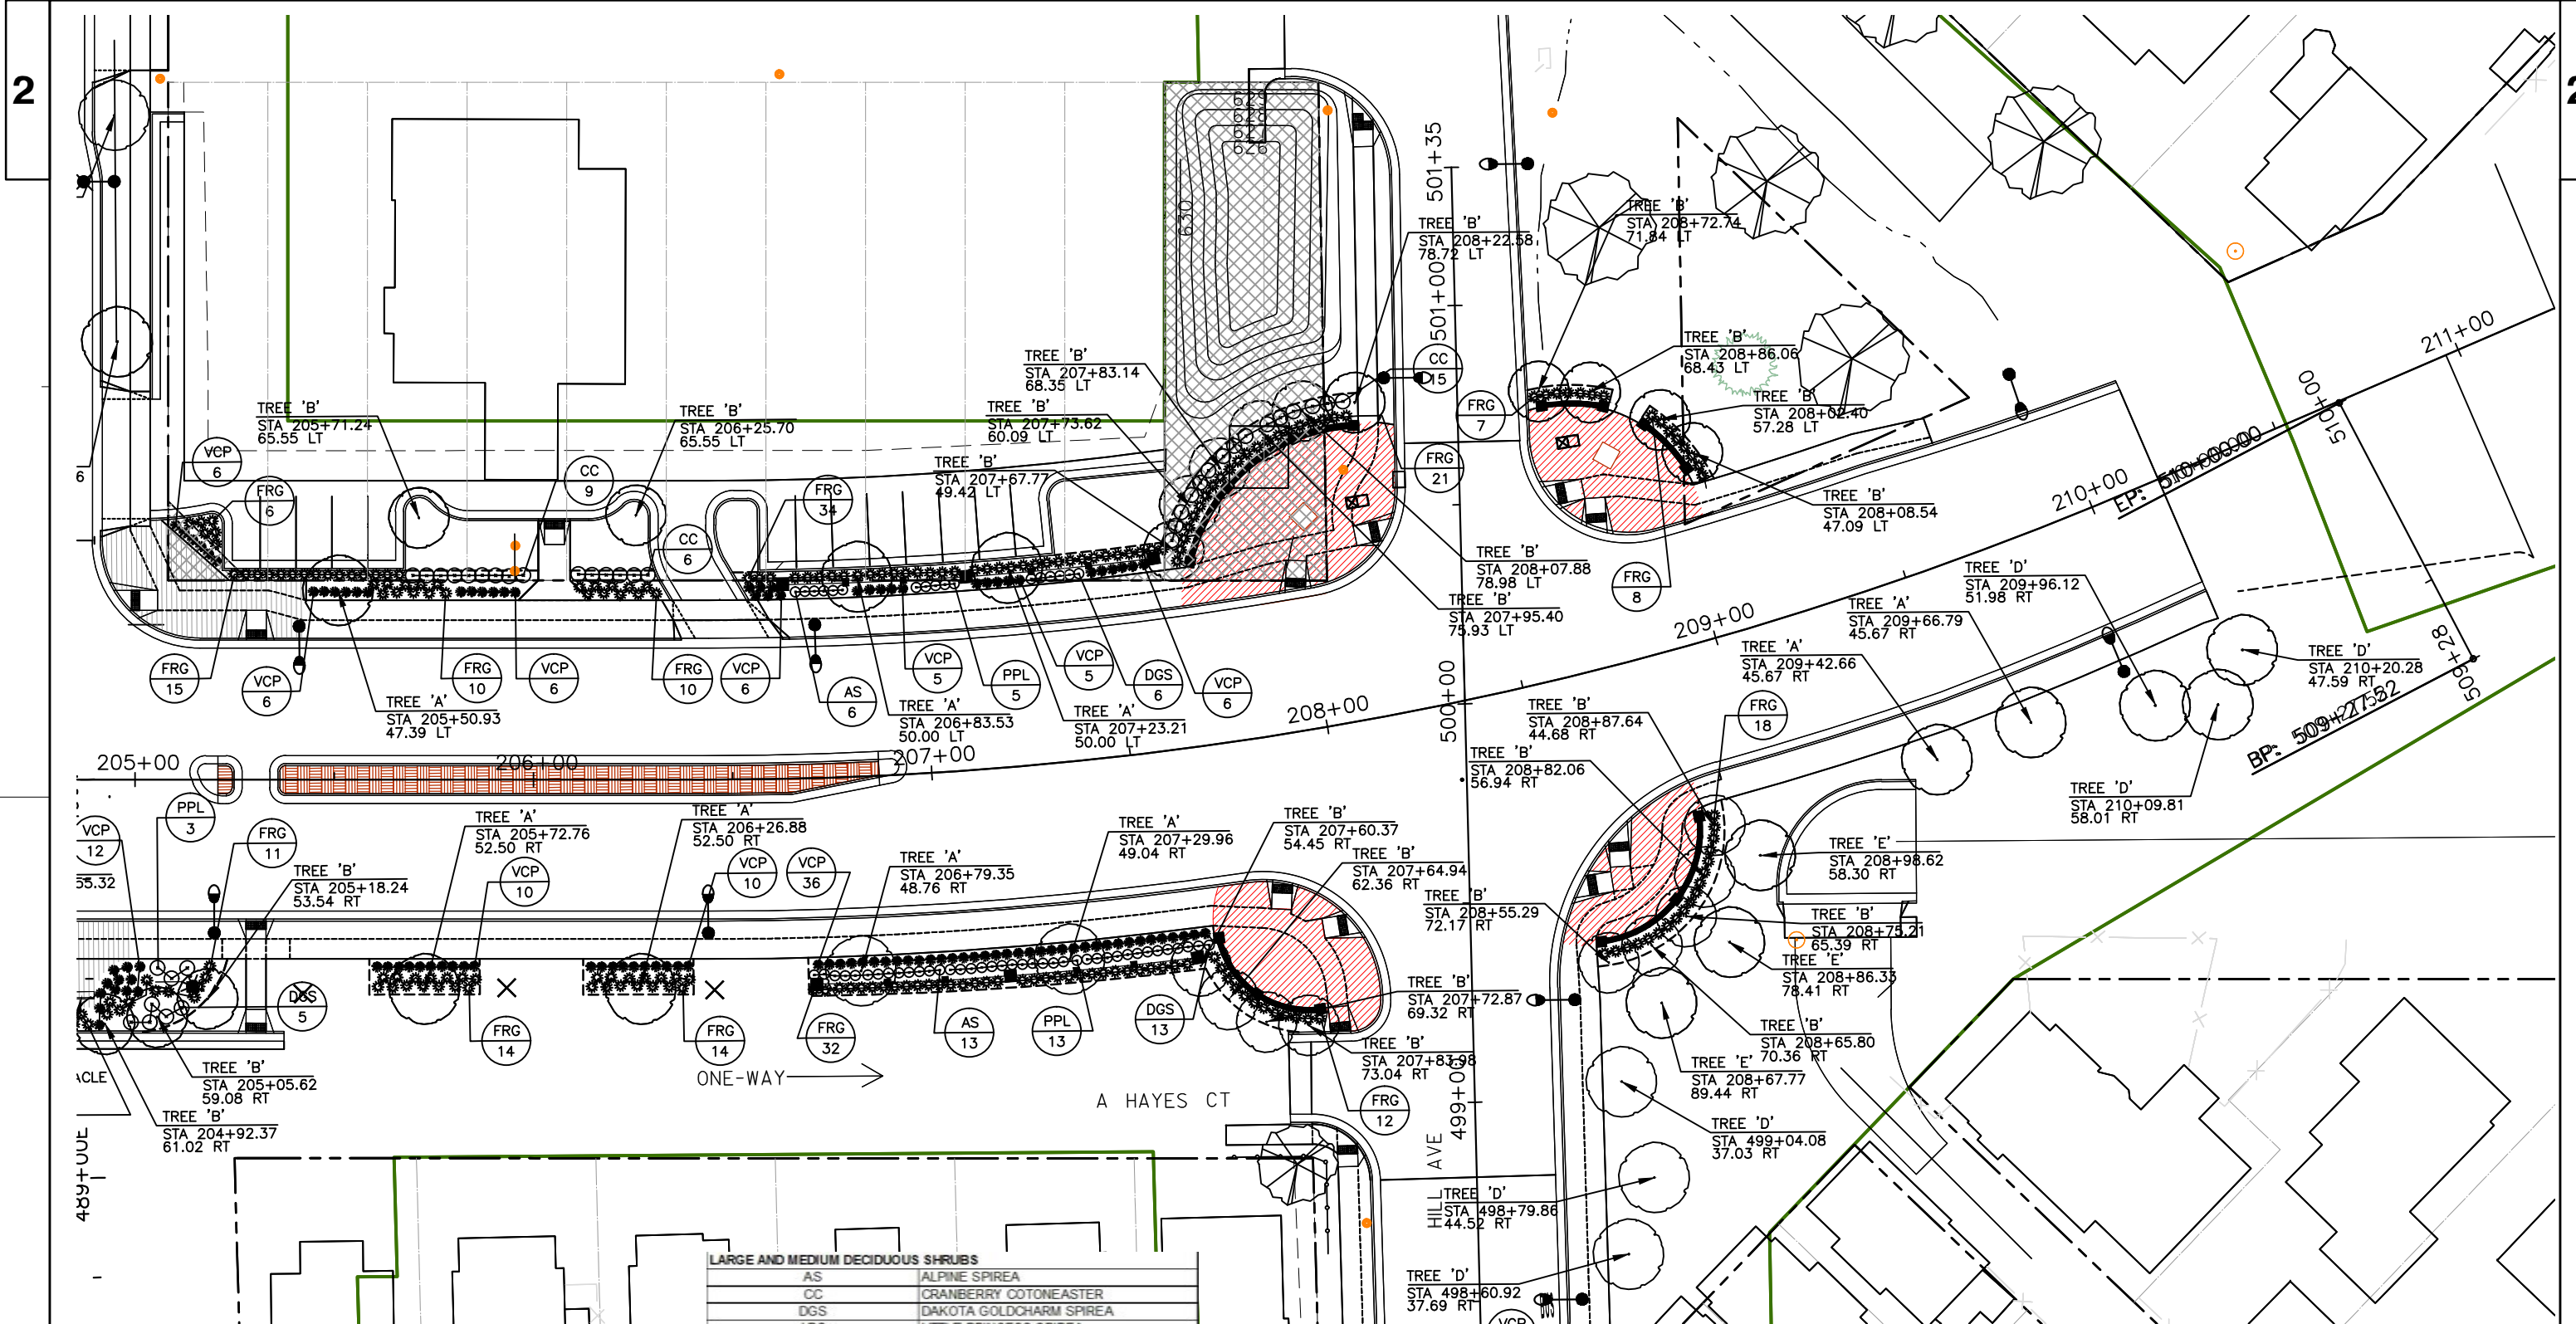 2
2
629
628
627
626
630
501+35
501+00
TREE 'B'
STA 208+22.58
78.72 LT
TREE 'B'
STA 208+72.74
71.84 LT
TREE 'B'
STA 208+86.06
68.43 LT
TREE 'B'
STA 208+02.40
57.28 LT
TREE 'B'
STA 208+08.54
47.09 LT
TREE 'B'
STA 207+83.14
68.35 LT
TREE 'B'
STA 207+73.62
60.09 LT
TREE 'B'
STA 207+67.77
49.42 LT
TREE 'B'
STA 205+71.24
65.55 LT
TREE 'B'
STA 206+25.70
65.55 LT
CC
15
FRG
7
FRG
21
VCP
6
FRG
6
CC
9
CC
6
FRG
34
6
TREE 'B'
STA 208+07.88
78.98 LT
TREE 'B'
STA 207+95.40
75.93 LT
FRG
8
211+00
510+00
210+00
209+00
208+00
207+00
206+00
205+00
500+00
509+28
FRG
15
VCP
6
FRG
10
VCP
6
FRG
10
VCP
6
AS
6
VCP
5
PPL
5
VCP
5
DGS
6
VCP
6
TREE 'A'
STA 205+50.93
47.39 LT
TREE 'A'
STA 206+83.53
50.00 LT
TREE 'A'
STA 207+23.21
50.00 LT
TREE 'D'
STA 209+96.12
51.98 RT
TREE 'A'
STA 209+66.79
45.67 RT
TREE 'A'
STA 209+42.66
45.67 RT
TREE 'D'
STA 210+20.28
47.59 RT
TREE 'D'
STA 210+09.81
58.01 RT
TREE 'B'
STA 208+87.64
44.68 RT
FRG
18
TREE 'B'
STA 208+82.06
56.94 RT
PPL
3
VCP
12
55.32
FRG
11
TREE 'B'
STA 205+18.24
53.54 RT
TREE 'A'
STA 205+72.76
52.50 RT
VCP
10
TREE 'A'
STA 206+26.88
52.50 RT
VCP
10
VCP
36
TREE 'A'
STA 206+79.35
48.76 RT
TREE 'A'
STA 207+29.96
49.04 RT
TREE 'B'
STA 207+60.37
54.45 RT
TREE 'B'
STA 207+64.94
62.36 RT
TREE 'B'
STA 208+55.29
72.17 RT
TREE 'E'
STA 208+98.62
58.30 RT
TREE 'B'
STA 208+75.21
65.39 RT
TREE 'E'
STA 208+86.33
78.41 RT
TREE 'B'
STA 207+72.87
69.32 RT
TREE 'B'
STA 207+83.98
73.04 RT
TREE 'B'
STA 208+65.80
70.36 RT
TREE 'E'
STA 208+67.77
89.44 RT
DGS
5
FRG
14
FRG
14
FRG
32
AS
13
PPL
13
DGS
13
FRG
12
TREE 'B'
STA 205+05.62
59.08 RT
TREE 'B'
STA 204+92.37
61.02 RT
ACLE
ONE-WAY
A HAYES CT
HILL AVE
499+00
TREE 'D'
STA 499+04.08
37.03 RT
TREE 'D'
STA 498+79.86
44.52 RT
TREE 'D'
STA 498+60.92
37.69 RT
VCP
LARGE AND MEDIUM DECIDUOUS SHRUBS
AS ALPINE SPIREA
CC CRANBERRY COTONEASTER
DGS DAKOTA GOLDCHARM SPIREA